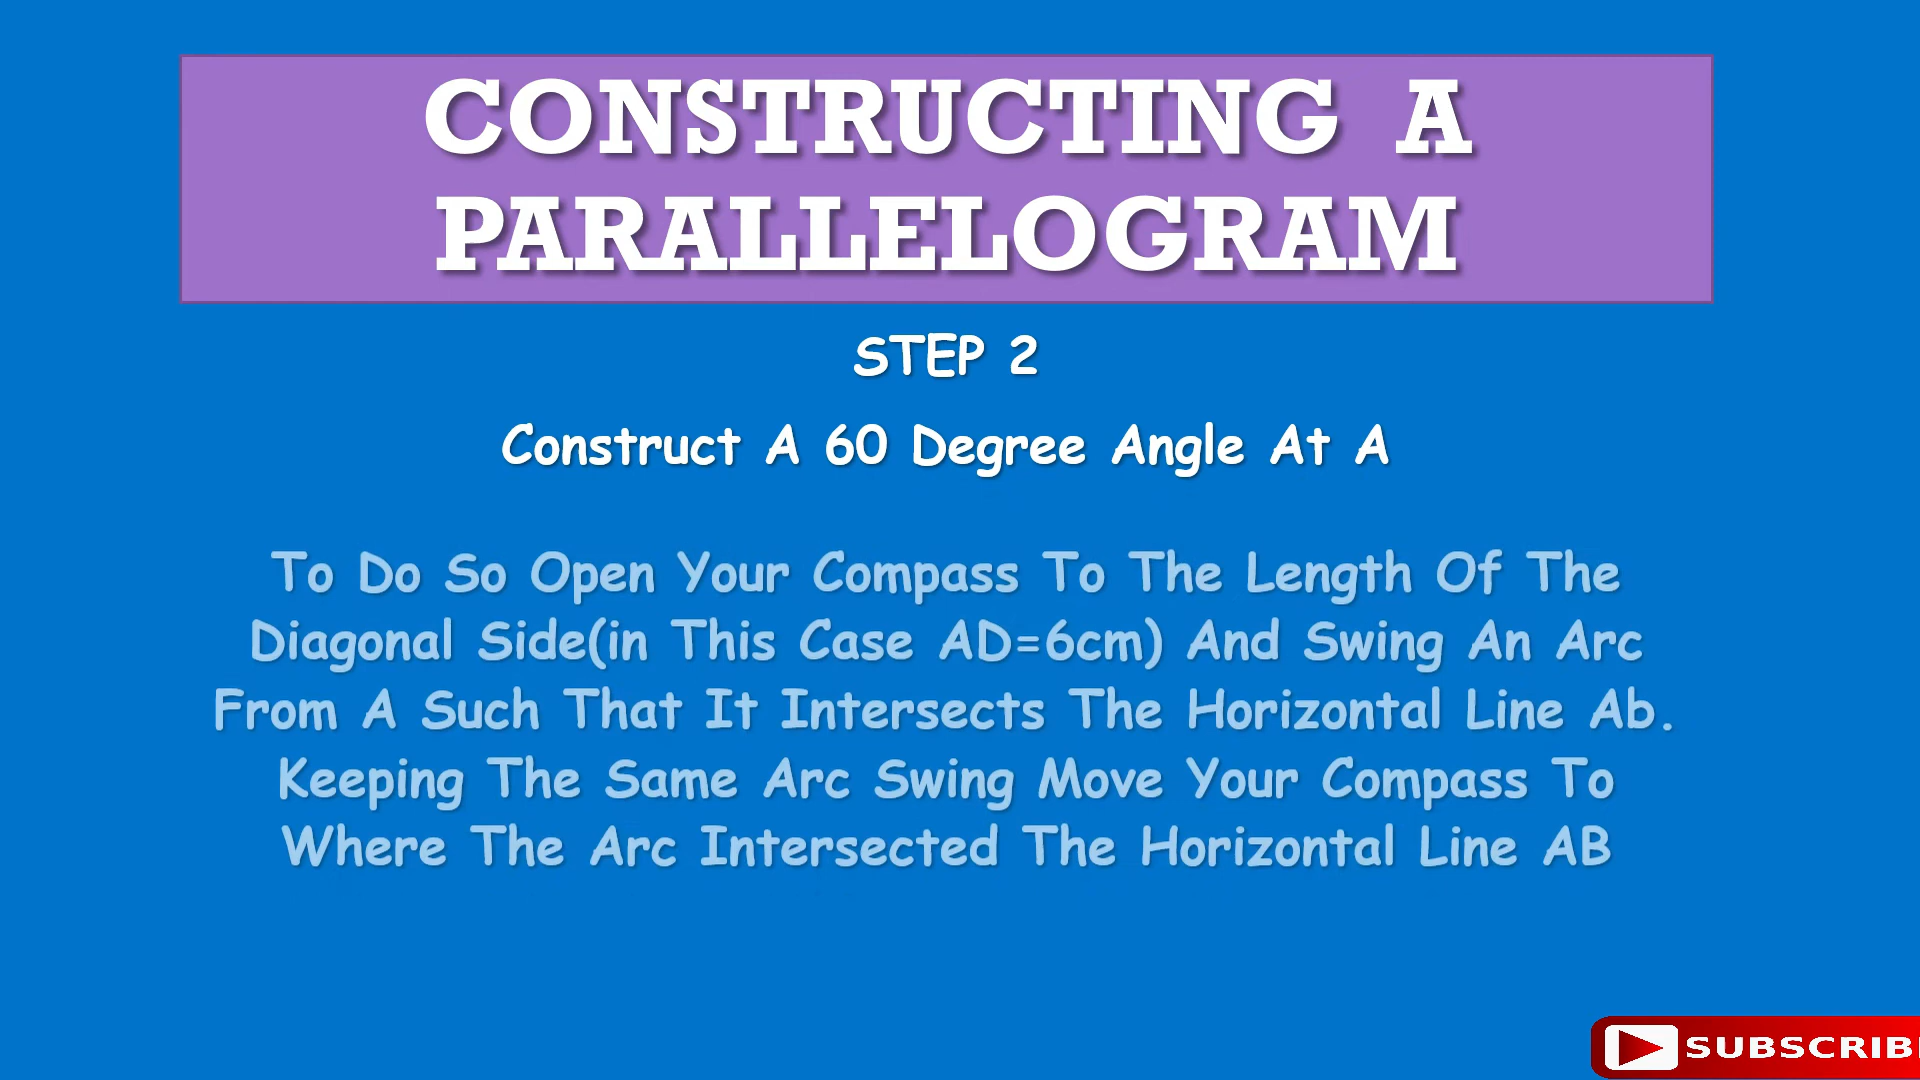 CONSTRUCTING A
PARALLELOGRAM
STEP 2
Construct A 60 Degree Angle At A
To Do So Open Your Compass To The Length Of The
Diagonal Side(in This Case AD=6cm) And Swing An Arc
From A Such That It Intersects The Horizontal Line Ab.
Keeping The Same Arc Swing Move Your Compass To
Where The Arc Intersected The Horizontal Line AB
SUBSCRIB